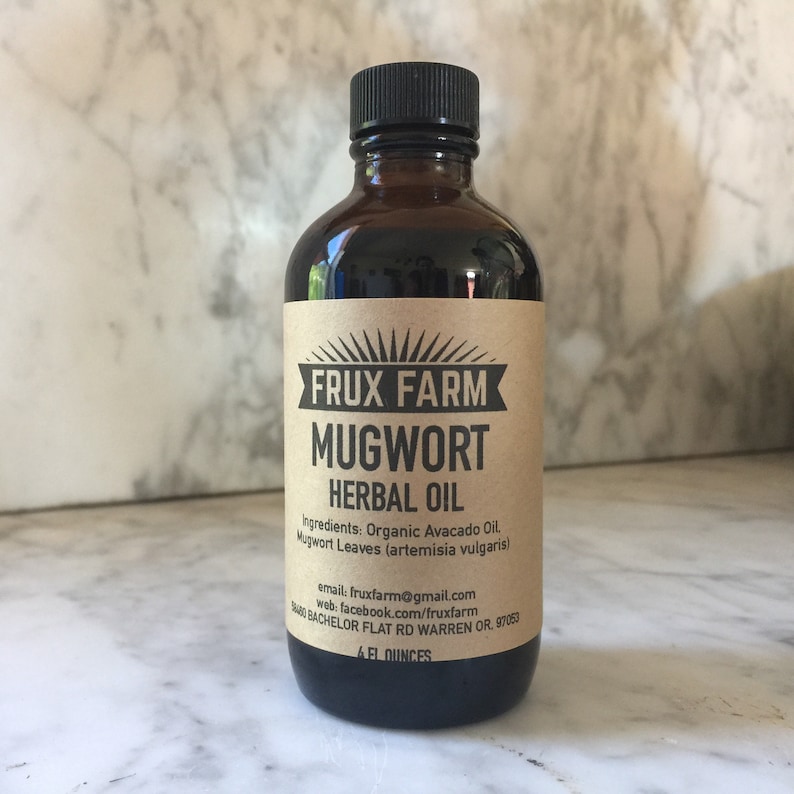 FRUX FARM
MUGWORT
HERBAL OIL
Ingredients: Organic Avacado Oil,
Mugwort Leaves (artemisia vulgaris)
email: fruxfarm@gmail.com
web: facebook.com/fruxfarm
58460 BACHELOR FLAT RD WARREN OR. 97053
4 FL OUNCES